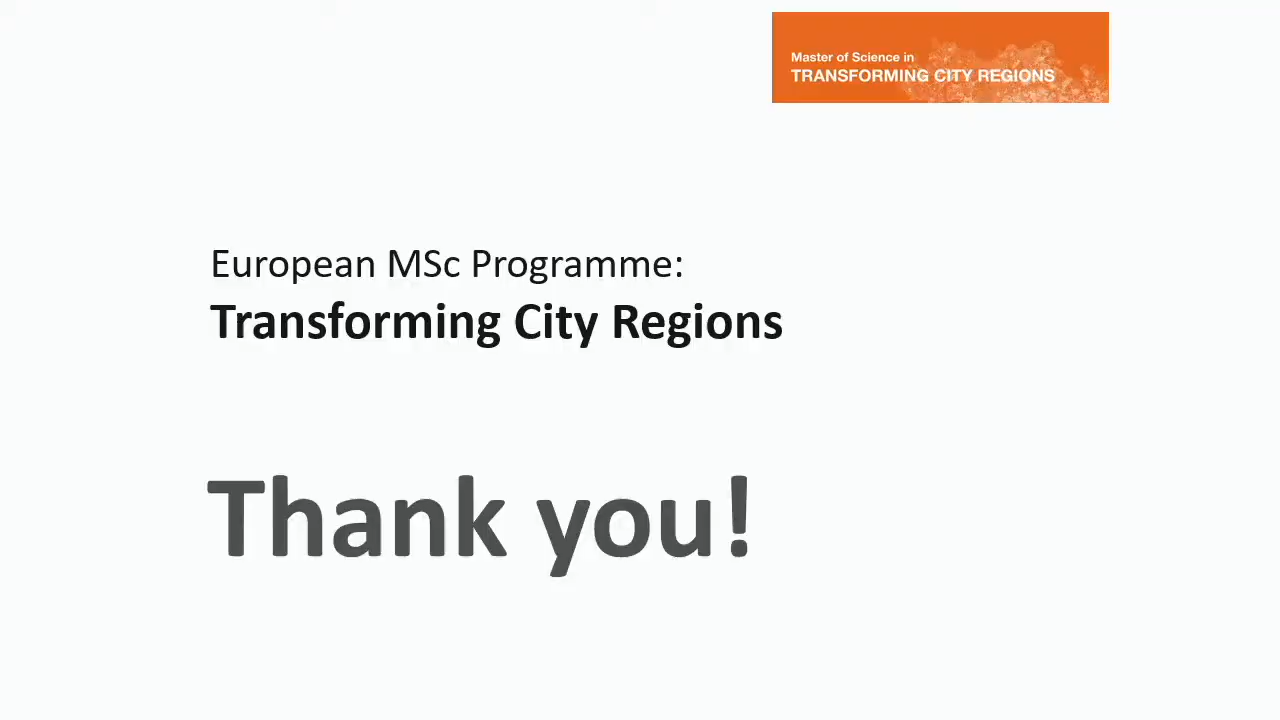 Master of Science in
TRANSFORMING CITY REGIONS
European MSc Programme:
Transforming City Regions
Thank you!